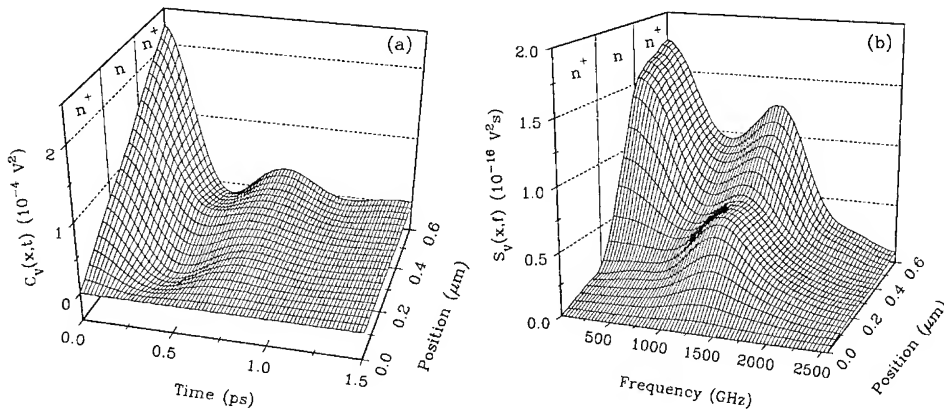 (a)
n⁺ n n⁺
C_v(x,t) (10⁻⁴ V²)
2
1
0
0.0 0.5 1.0 1.5
Time (ps)
0.0 0.2 0.4 0.6
Position (μm)
(b)
n⁺ n n⁺
S_v(x,f) (10⁻¹⁶ V²s)
2.0
1.5
1.0
0.5
0.0
500 1000 1500 2000 2500
Frequency (GHz)
0.0 0.2 0.4 0.6
Position (μm)